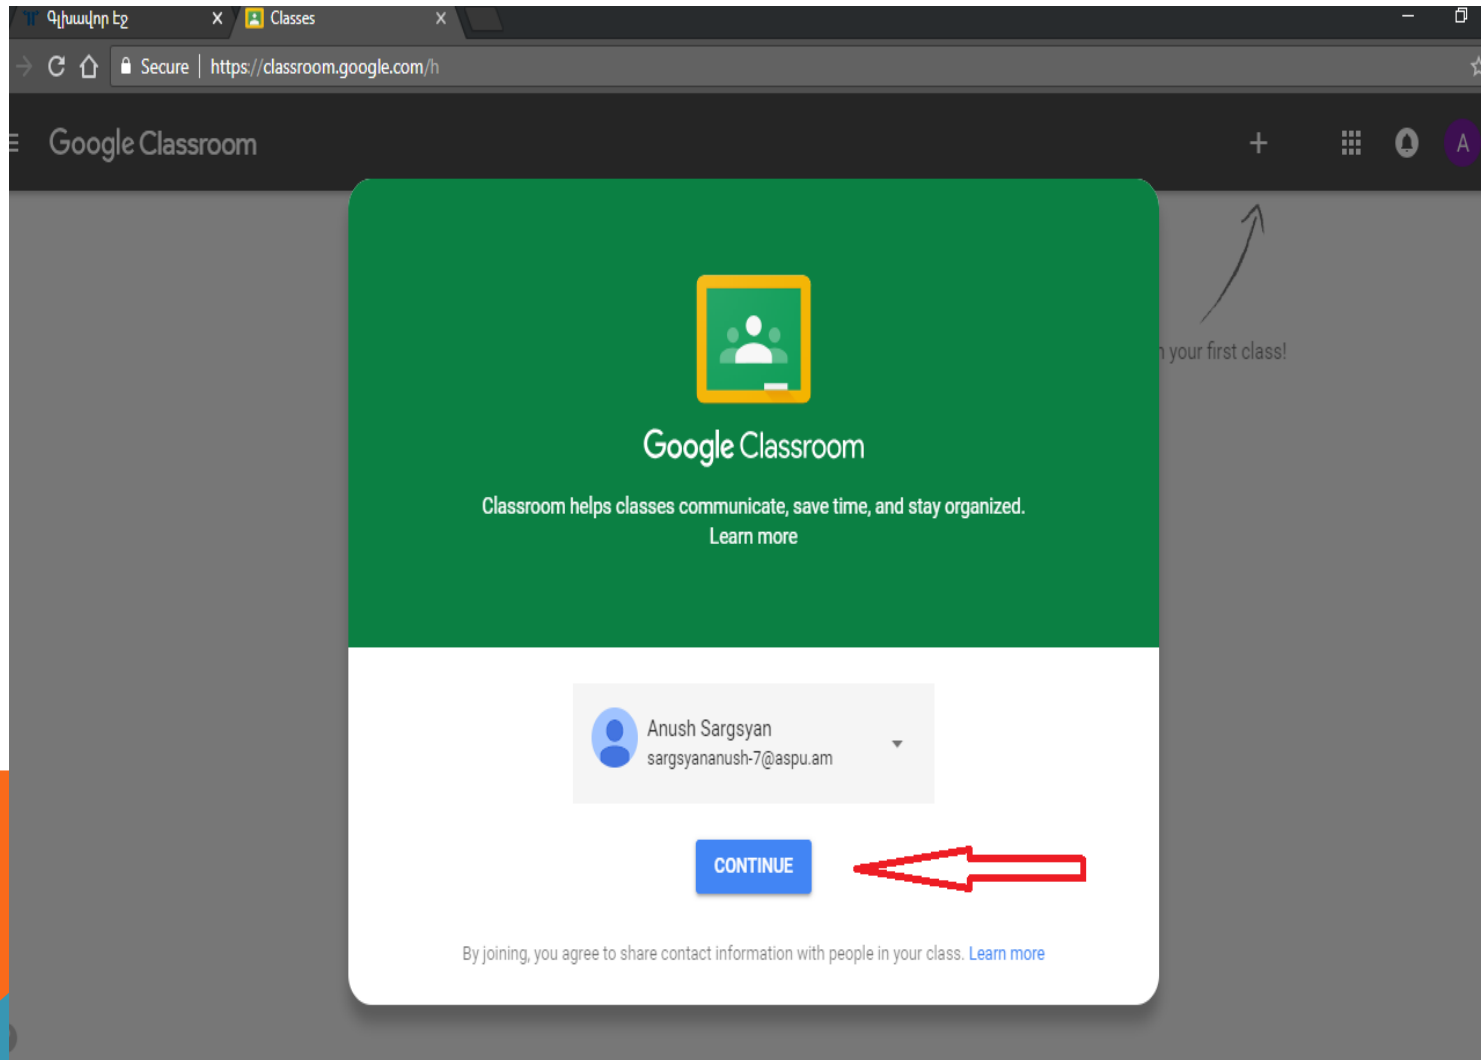 Գլխավոր էջ
Classes
Secure | https://classroom.google.com/h
Google Classroom
A
your first class!
Google Classroom
Classroom helps classes communicate, save time, and stay organized.
Learn more
Anush Sargsyan
sargsyananush-7@aspu.am
CONTINUE
By joining, you agree to share contact information with people in your class. Learn more